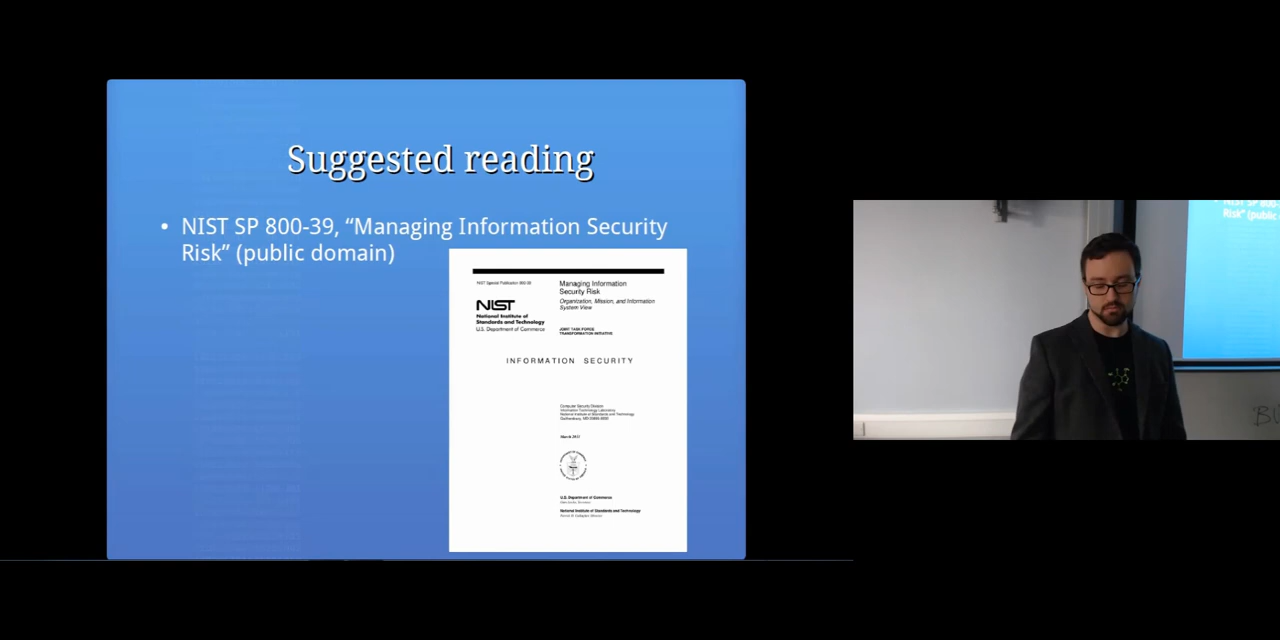 Suggested reading
• NIST SP 800-39, “Managing Information Security
Risk” (public domain)
NIST Special Publication 800-39
Managing Information
Security Risk
Organization, Mission, and Information
System View
NIST
National Institute of
Standards and Technology
U.S. Department of Commerce
JOINT TASK FORCE
TRANSFORMATION INITIATIVE
INFORMATION SECURITY
Computer Security Division
Information Technology Laboratory
National Institute of Standards and Technology
March 2011
U.S. Department of Commerce
National Institute of Standards and Technology
Risk” (public